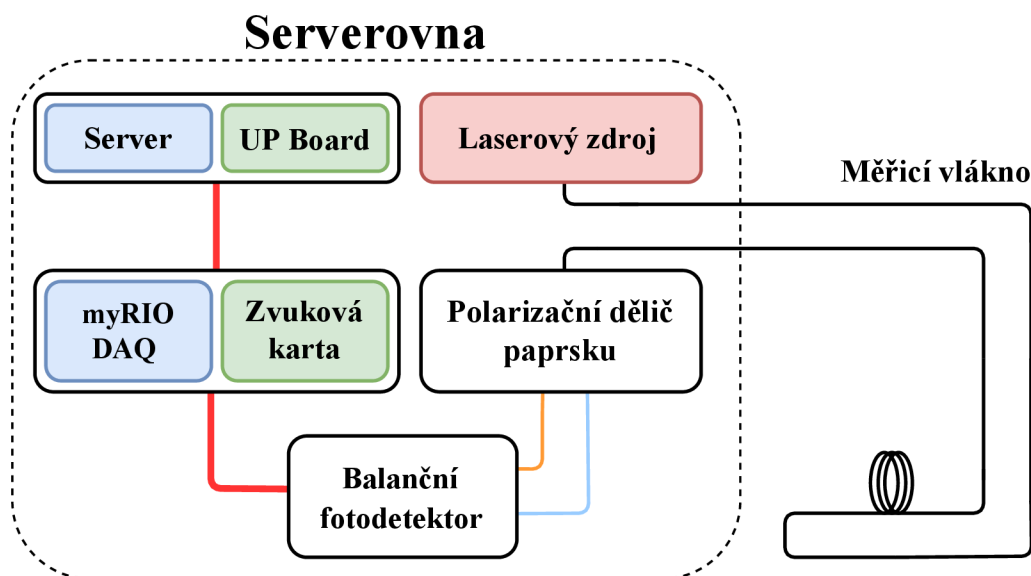 Serverovna
Server
UP Board
Laserový zdroj
Měřicí vlákno
myRIO
DAQ
Zvuková
karta
Polarizační dělič
paprsku
Balanční
fotodetektor